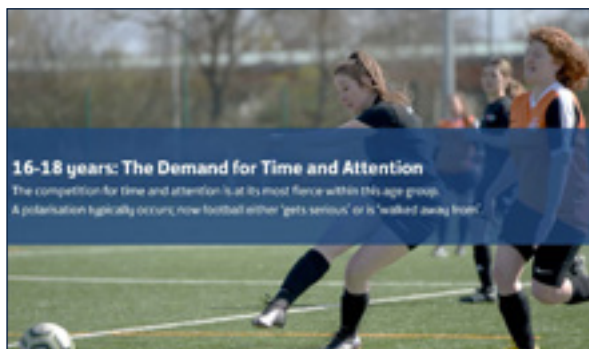 16-18 years: The Demand for Time and Attention
The competition for time and attention is at its most fierce within this age group.
A polarisation typically occurs; now football either 'gets serious' or is 'walked away from'.